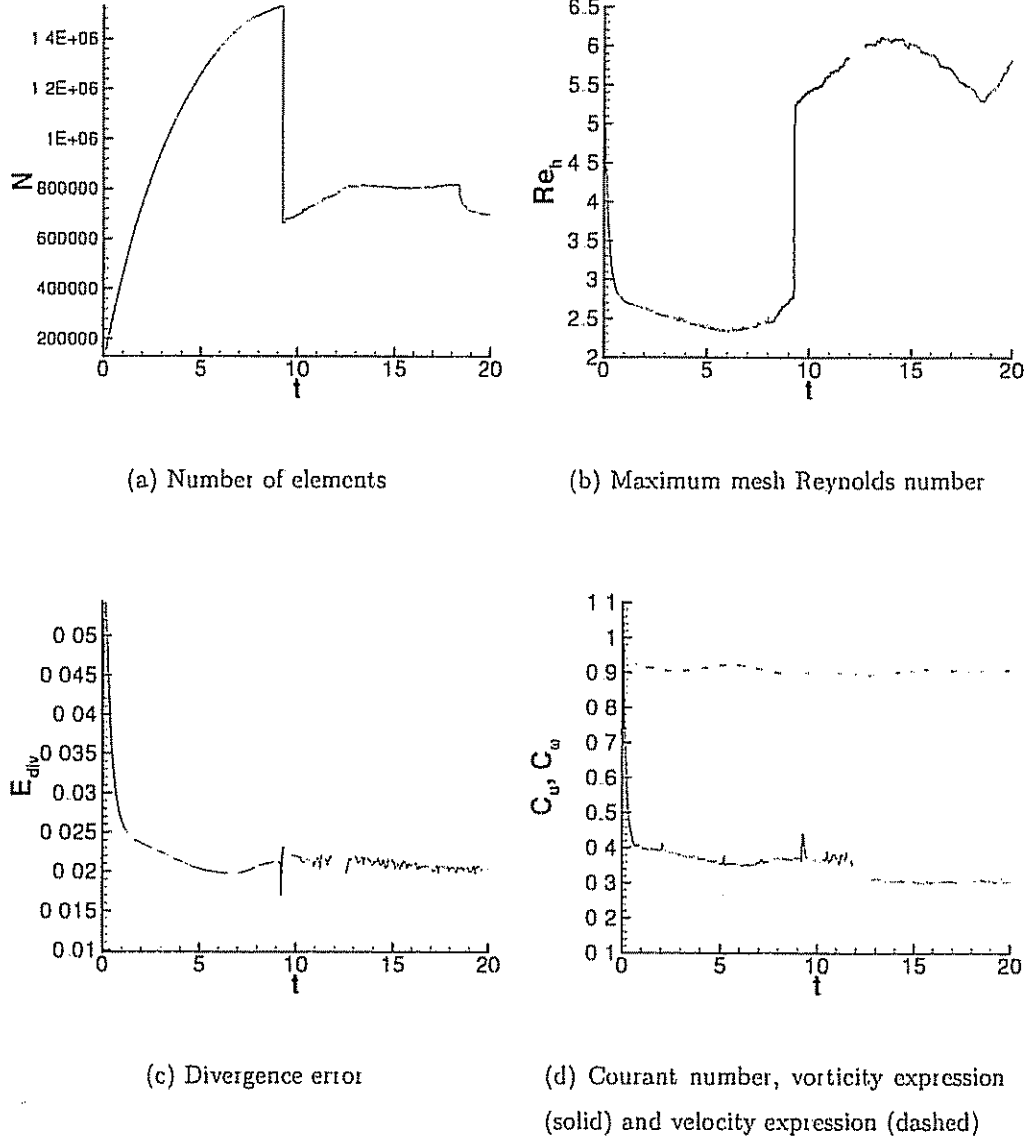 1 4E+06
1 2E+06
1E+06
800000
600000
400000
200000
N
0 5 10 15 20
t
(a) Number of elements
6.5
6
5.5
5
4 5
4
3 5
3
2.5
2
Re_h
0 5 10 15 20
t
(b) Maximum mesh Reynolds number
0 05
0 045
0 04
0 035
0 03
0 025
0 02
0 015
0 01
E_div
0 5 10 15 20
t
(c) Divergence error
1 1
1
0 9
0 8
0 7
0 6
0 5
0 4
0 3
0 2
0 1
C_u, C_ω
0 5 10 15 20
t
(d) Courant number, vorticity expression
(solid) and velocity expression (dashed)